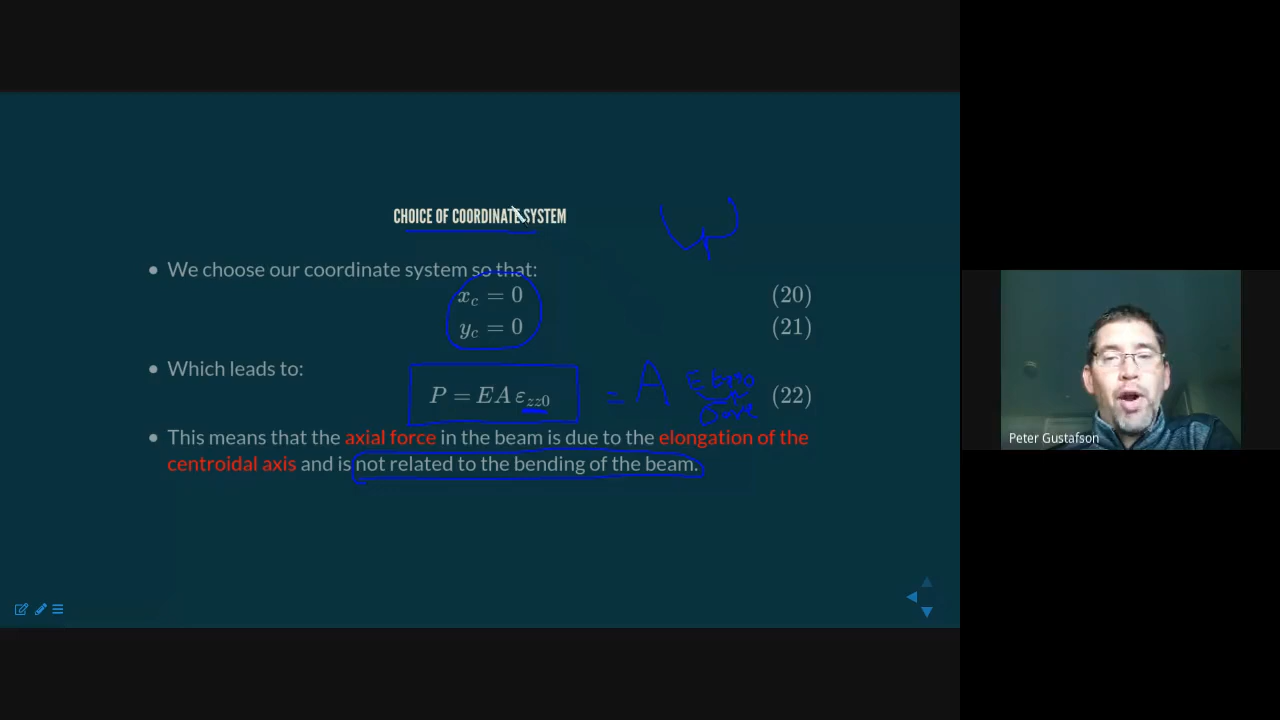 CHOICE OF COORDINATE SYSTEM
• We choose our coordinate system so that:
x_c = 0 (20)
y_c = 0 (21)
• Which leads to:
P = EA ε_zz0 = A (22)
• This means that the axial force in the beam is due to the elongation of the
centroidal axis and is not related to the bending of the beam.
Peter Gustafson